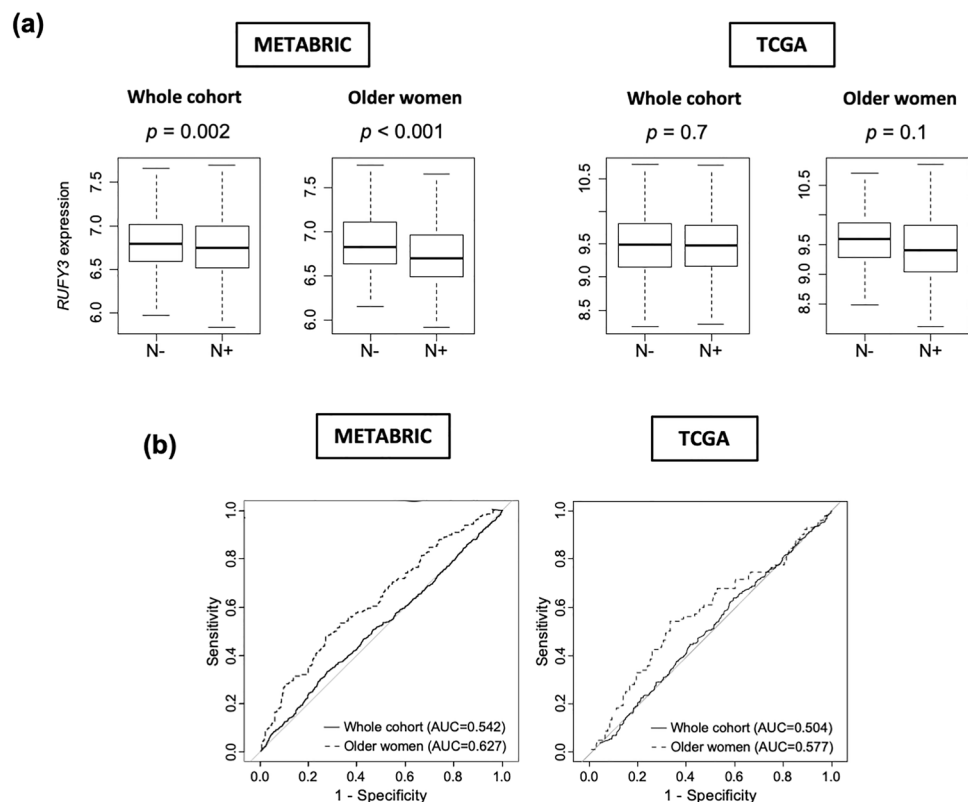 (a)
METABRIC
TCGA
Whole cohort
Older women
Whole cohort
Older women
p = 0.002
p < 0.001
p = 0.7
p = 0.1
RUFY3 expression
7.5
7.0
6.5
6.0
N-
N+
7.5
7.0
6.5
6.0
N-
N+
10.5
9.5
9.0
8.5
N-
N+
10.5
9.5
9.0
8.5
N-
N+
(b)
METABRIC
TCGA
Sensitivity
1.0
0.8
0.6
0.4
0.2
0.0
Whole cohort (AUC=0.542)
Older women (AUC=0.627)
0.0 0.2 0.4 0.6 0.8 1.0
1 - Specificity
Sensitivity
1.0
0.8
0.6
0.4
0.2
0.0
Whole cohort (AUC=0.504)
Older women (AUC=0.577)
0.0 0.2 0.4 0.6 0.8 1.0
1 - Specificity